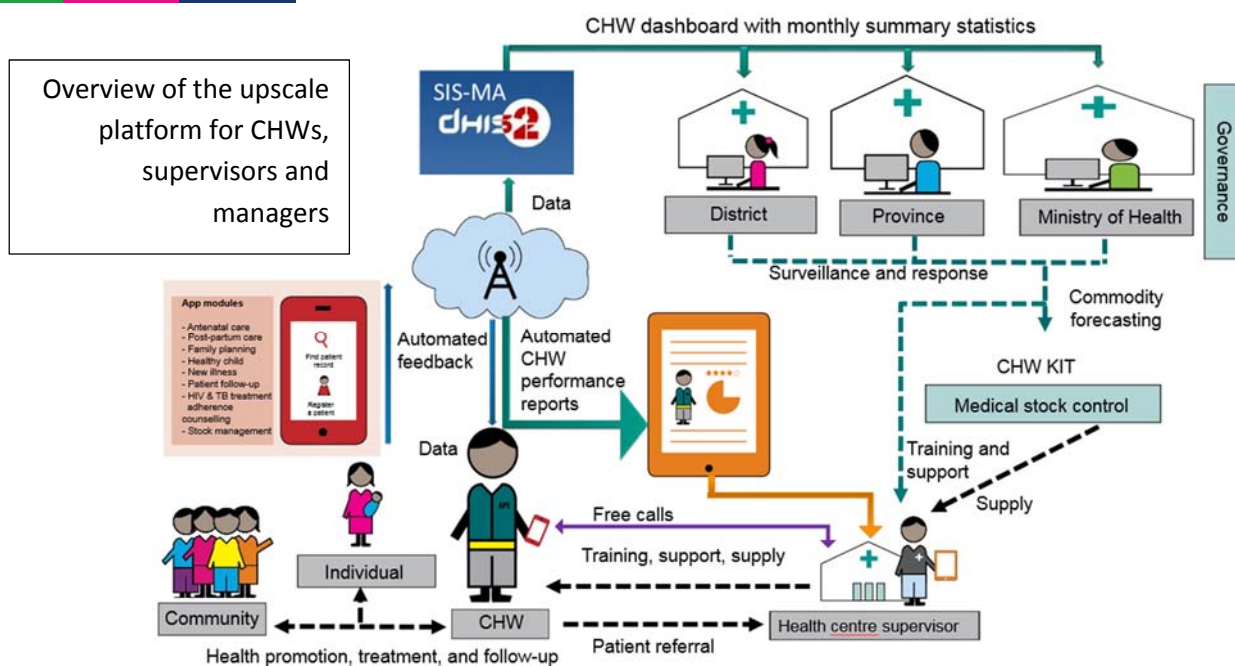 CHW dashboard with monthly summary statistics
Overview of the upscale
platform for CHWs,
supervisors and
managers
SIS-MA
dhis2
Governance
District
Province
Ministry of Health
Data
Surveillance and response
Commodity
forecasting
App modules
- Antenatal care
- Post-partum care
- Family planning
- Healthy child
- New illness
- Patient follow-up
- HIV & TB treatment
adherence
counselling
- Stock management
Find patient
record
Register
a patient
Automated
feedback
Automated
CHW
performance
reports
CHW KIT
Medical stock control
Data
Training and
support
Supply
APE
Free calls
Training, support, supply
Individual
Community
CHW
Health centre supervisor
Patient referral
Health promotion, treatment, and follow-up